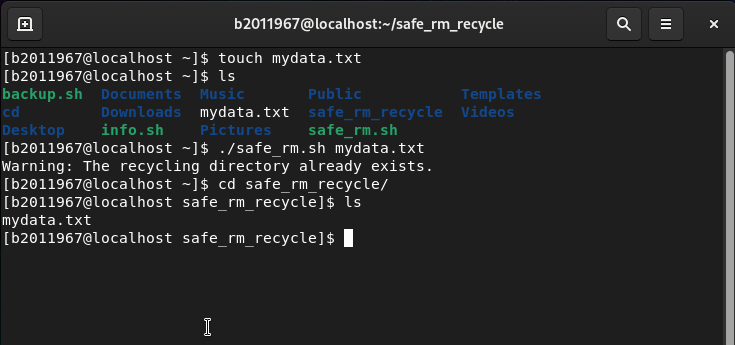 b2011967@localhost:~/safe_rm_recycle
[b2011967@localhost ~]$ touch mydata.txt
[b2011967@localhost ~]$ ls
backup.sh  Documents  Music       Public           Templates
cd         Downloads  mydata.txt  safe_rm_recycle  Videos
Desktop    info.sh    Pictures    safe_rm.sh
[b2011967@localhost ~]$ ./safe_rm.sh mydata.txt
Warning: The recycling directory already exists.
[b2011967@localhost ~]$ cd safe_rm_recycle/
[b2011967@localhost safe_rm_recycle]$ ls
mydata.txt
[b2011967@localhost safe_rm_recycle]$